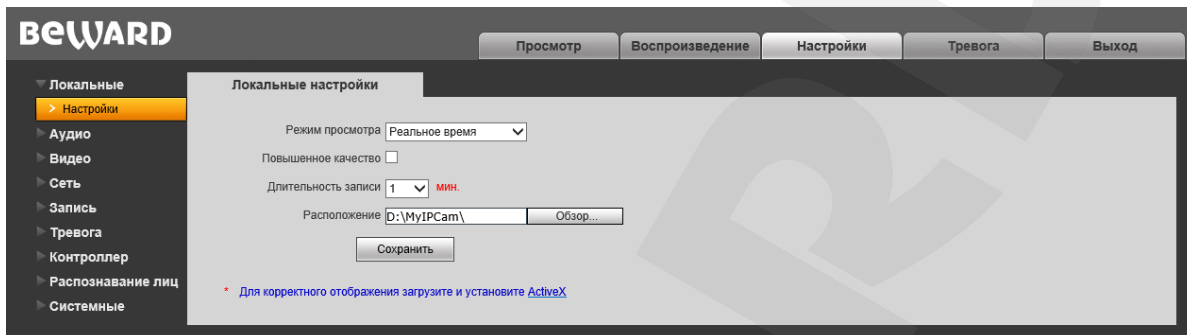 BEWARD
Просмотр Воспроизведение Настройки Тревога Выход
Локальные
> Настройки
Аудио
Видео
Сеть
Запись
Тревога
Контроллер
Распознавание лиц
Системные
Локальные настройки
Режим просмотра Реальное время
Повышенное качество
Длительность записи 1 мин.
Расположение D:\MyIPCam\ Обзор...
Сохранить
* Для корректного отображения загрузите и установите ActiveX